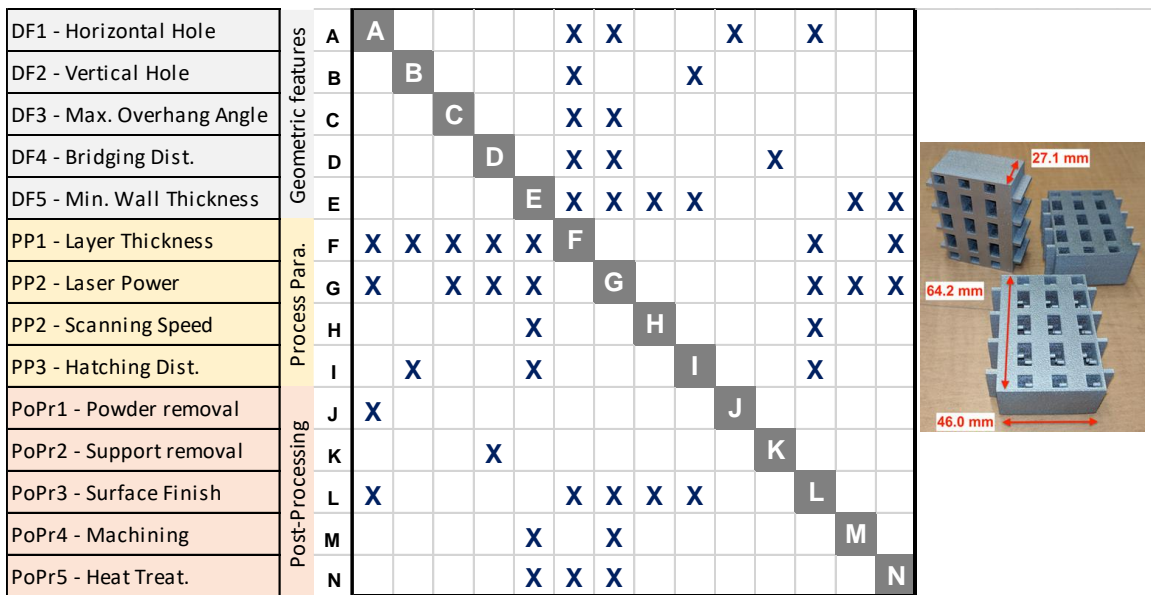 DF1 - Horizontal Hole A A X X X X
DF2 - Vertical Hole B B X X
DF3 - Max. Overhang Angle C C X X
DF4 - Bridging Dist. D D X X X
DF5 - Min. Wall Thickness E E X X X X X X
Geometric features
PP1 - Layer Thickness F X X X X X F X X
PP2 - Laser Power G X X X X G X X X
PP2 - Scanning Speed H X H X
PP3 - Hatching Dist. I X X I X
Process Para.
PoPr1 - Powder removal J X J
PoPr2 - Support removal K X K
PoPr3 - Surface Finish L X X X X X L
PoPr4 - Machining M X X M
PoPr5 - Heat Treat. N X X X N
Post-Processing
27.1 mm
64.2 mm
46.0 mm